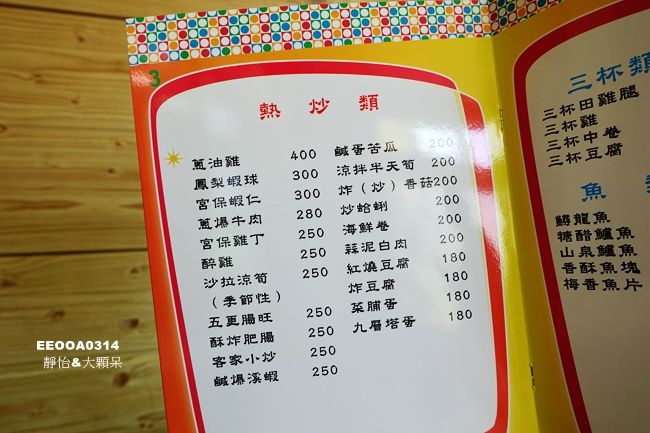 3
熱炒類
蔥油雞 400
鳳梨蝦球 300
宮保蝦仁 300
蔥爆牛肉 280
宮保雞丁 250
醉雞 250
沙拉涼筍 250
(季節性)
五更腸旺 250
酥炸肥腸 250
客家小炒 250
鹹爆溪蝦 250
鹹蛋苦瓜 200
涼拌半天筍 200
炸(炒)香菇200
炒蛤蜊 200
海鮮卷 200
蒜泥白肉 200
紅燒豆腐 180
炸豆腐 180
菜脯蛋 180
九層塔蛋 180
三杯類
三杯田雞腿
三杯雞
三杯中卷
三杯豆腐
魚
鱘龍魚
糖醋鱸魚
山泉鱸魚
香酥魚塊
梅香魚片
EEOOA0314
靜怡&大顆呆